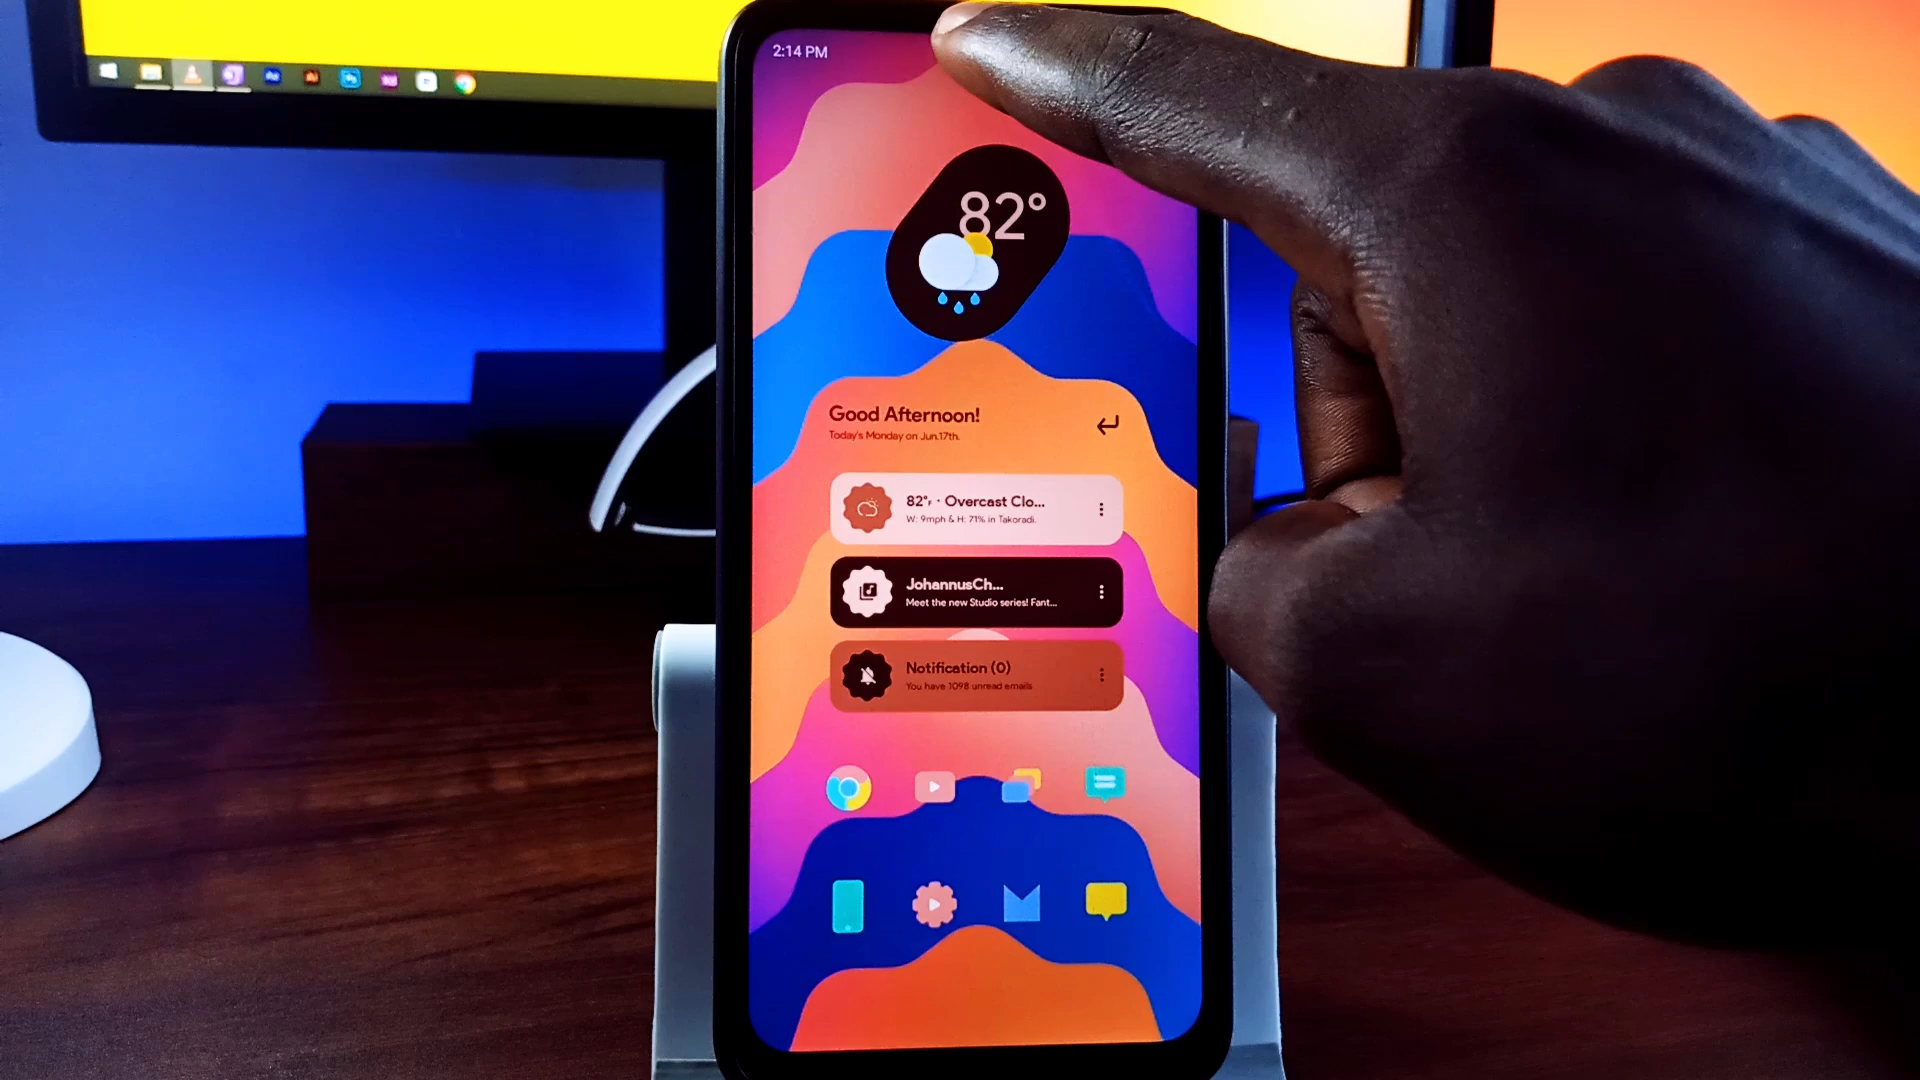 2:14 PM
82°
Good Afternoon!
Today's Monday on Jun.17th.
82°F · Overcast Clo...
W: 9mph & H: 71% in Takoradi.
JohannusCh...
Meet the new Studio series! Fant...
Notification (0)
You have 1098 unread emails